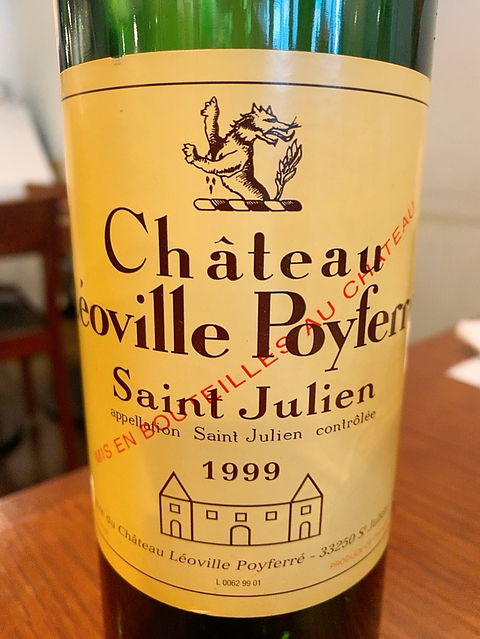 Château
éoville Poyferr
Saint Julien
appellation Saint Julien contrôlée
MIS EN BOUTEILLES AU CHATEAU
1999
du Château Léoville Poyferré - 33250 St Julien
L 0062 99 01